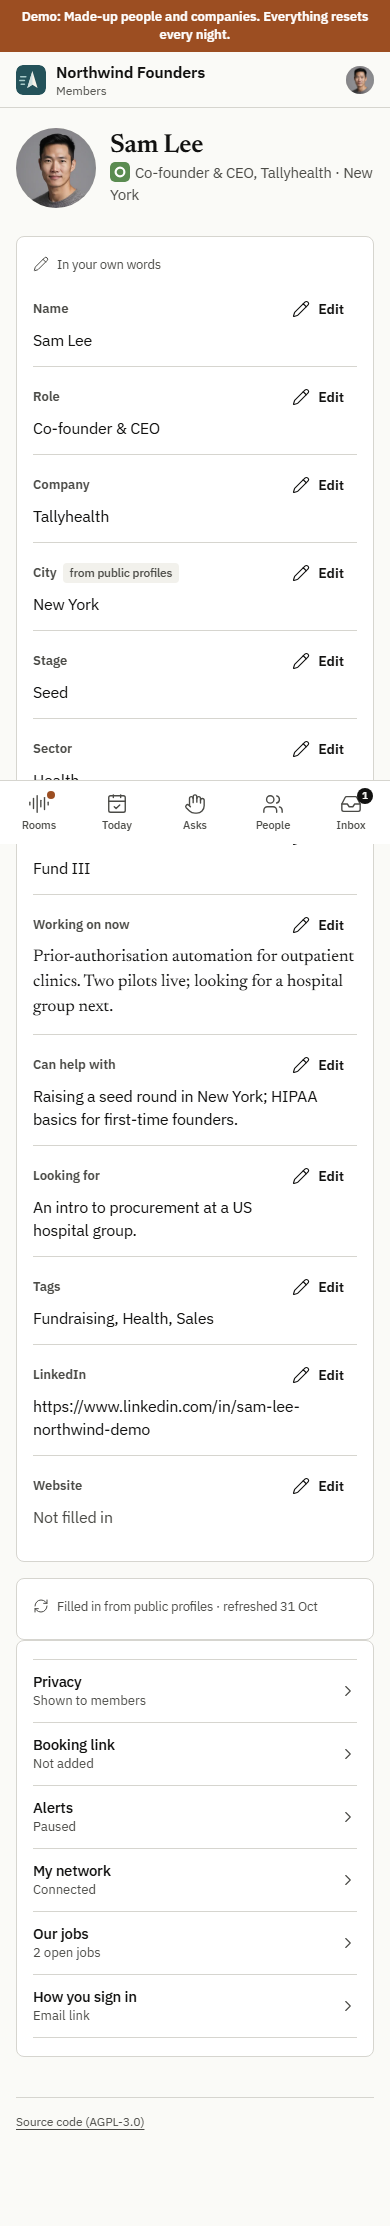 Demo: Made-up people and companies. Everything resets
every night.
Northwind Founders
Members
Sam Lee
Co-founder & CEO, Tallyhealth · New
York
In your own words
Name
Edit
Sam Lee
Role
Edit
Co-founder & CEO
Company
Edit
Tallyhealth
City from public profiles
Edit
New York
Stage
Edit
Seed
Sector
Edit
Health
Rooms
Today
Asks
People
1
Inbox
Fund III
Working on now
Edit
Prior-authorisation automation for outpatient
clinics. Two pilots live; looking for a hospital
group next.
Can help with
Edit
Raising a seed round in New York; HIPAA
basics for first-time founders.
Looking for
Edit
An intro to procurement at a US
hospital group.
Tags
Edit
Fundraising, Health, Sales
LinkedIn
Edit
https://www.linkedin.com/in/sam-lee-
northwind-demo
Website
Edit
Not filled in
Filled in from public profiles · refreshed 31 Oct
Privacy
Shown to members
Booking link
Not added
Alerts
Paused
My network
Connected
Our jobs
2 open jobs
How you sign in
Email link
Source code (AGPL-3.0)